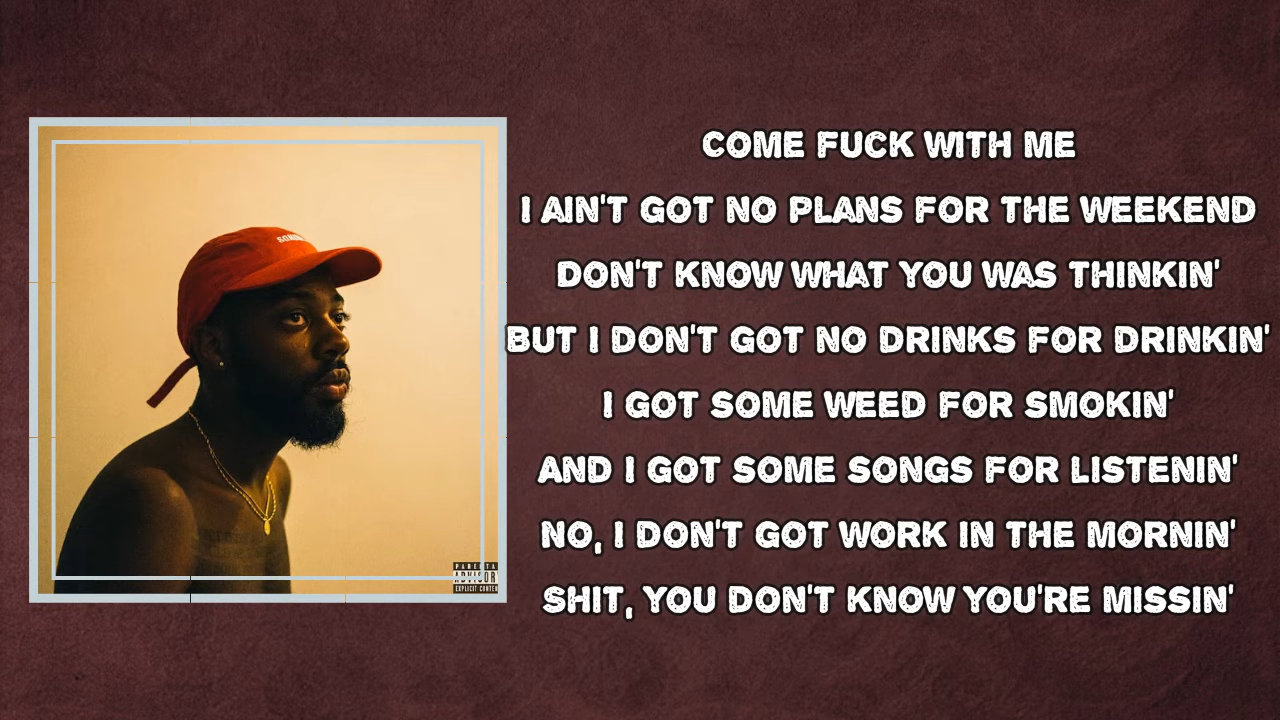 COME FUCK WITH ME
I AIN'T GOT NO PLANS FOR THE WEEKEND
DON'T KNOW WHAT YOU WAS THINKIN'
BUT I DON'T GOT NO DRINKS FOR DRINKIN'
I GOT SOME WEED FOR SMOKIN'
AND I GOT SOME SONGS FOR LISTENIN'
NO, I DON'T GOT WORK IN THE MORNIN'
SHIT, YOU DON'T KNOW YOU'RE MISSIN'
EXPLICIT CONTEN